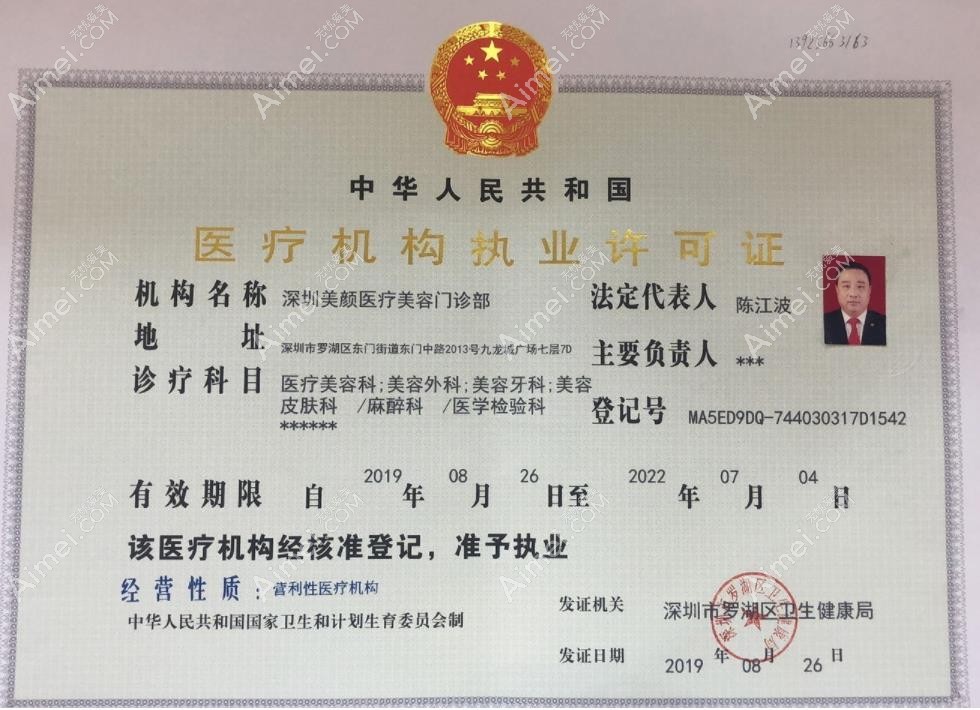 中华人民共和国
医疗机构执业许可证
机构名称 深圳美颜医疗美容门诊部
地址 深圳市罗湖区东门街道东门中路2013号九龙城广场七层7D
诊疗科目 医疗美容科;美容外科;美容牙科;美容
皮肤科 /麻醉科 /医学检验科
******
法定代表人 陈江波
主要负责人 ***
登记号 MA5ED9DQ-744030317D1542
有效期限 自 2019 年 08 月 26 日至 2022 年 07 月 04 日
该医疗机构经核准登记，准予执业
经营性质：营利性医疗机构
中华人民共和国国家卫生和计划生育委员会制
发证机关 深圳市罗湖区卫生健康局
发证日期 2019 年 08 月 26 日
Aimei.COM